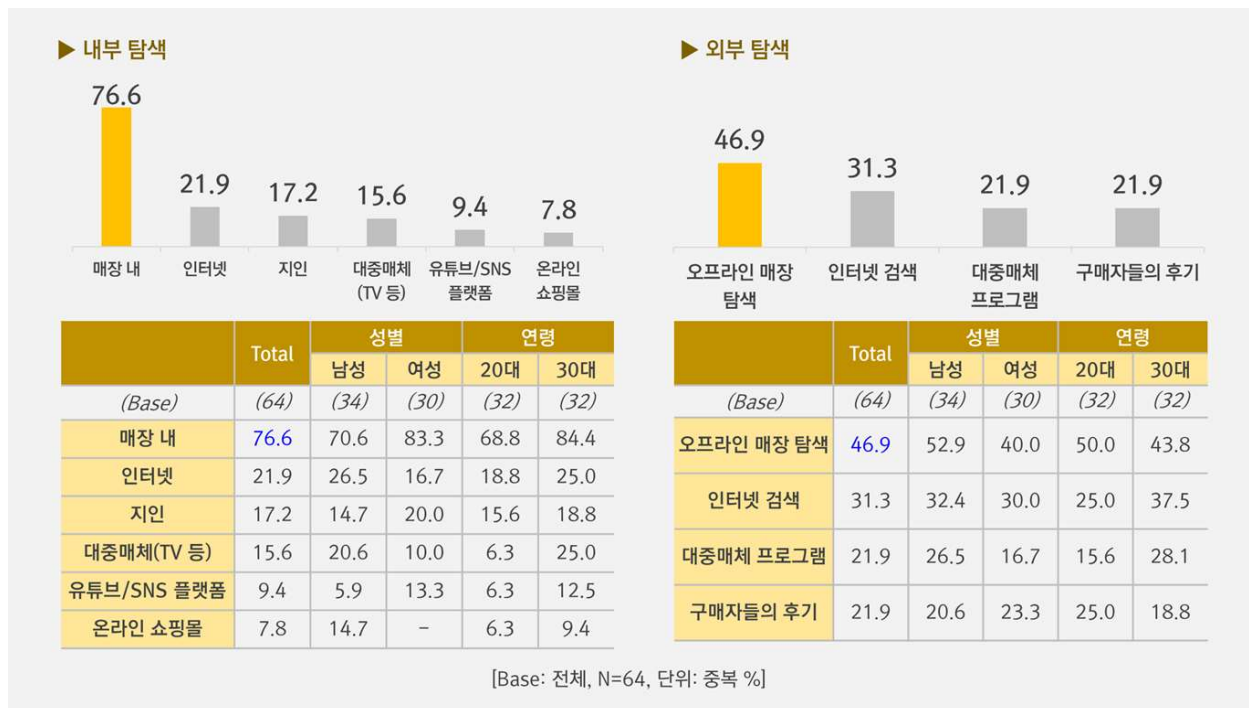 ▶ 내부 탐색
76.6
21.9
17.2
15.6
9.4
7.8
매장 내
인터넷
지인
대중매체
(TV 등)
유튜브/SNS
플랫폼
온라인
쇼핑몰
Total 성별 연령
남성 여성 20대 30대
(Base) (64) (34) (30) (32) (32)
매장 내 76.6 70.6 83.3 68.8 84.4
인터넷 21.9 26.5 16.7 18.8 25.0
지인 17.2 14.7 20.0 15.6 18.8
대중매체(TV 등) 15.6 20.6 10.0 6.3 25.0
유튜브/SNS 플랫폼 9.4 5.9 13.3 6.3 12.5
온라인 쇼핑몰 7.8 14.7 – 6.3 9.4
▶ 외부 탐색
46.9
31.3
21.9
21.9
오프라인 매장
탐색
인터넷 검색
대중매체
프로그램
구매자들의 후기
Total 성별 연령
남성 여성 20대 30대
(Base) (64) (34) (30) (32) (32)
오프라인 매장 탐색 46.9 52.9 40.0 50.0 43.8
인터넷 검색 31.3 32.4 30.0 25.0 37.5
대중매체 프로그램 21.9 26.5 16.7 15.6 28.1
구매자들의 후기 21.9 20.6 23.3 25.0 18.8
[Base: 전체, N=64, 단위: 중복 %]